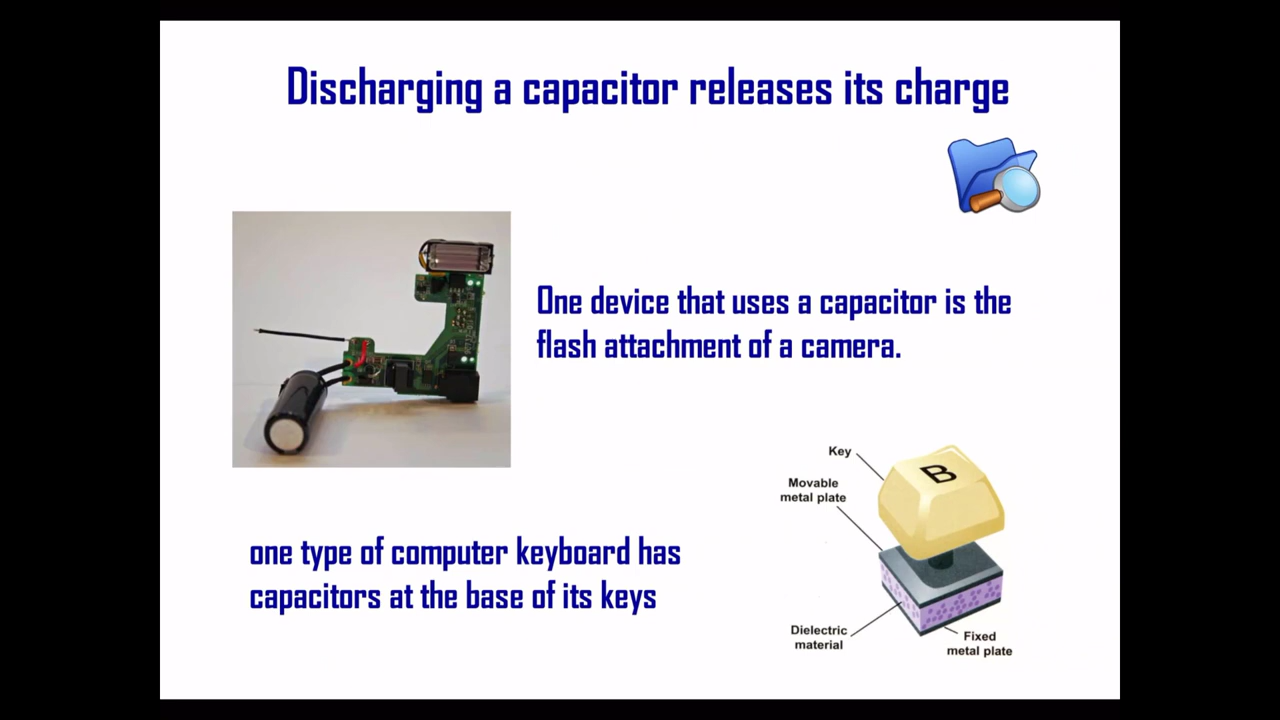 Discharging a capacitor releases its charge
One device that uses a capacitor is the
flash attachment of a camera.
Key
B
Movable
metal plate
one type of computer keyboard has
capacitors at the base of its keys
Dielectric
material
Fixed
metal plate